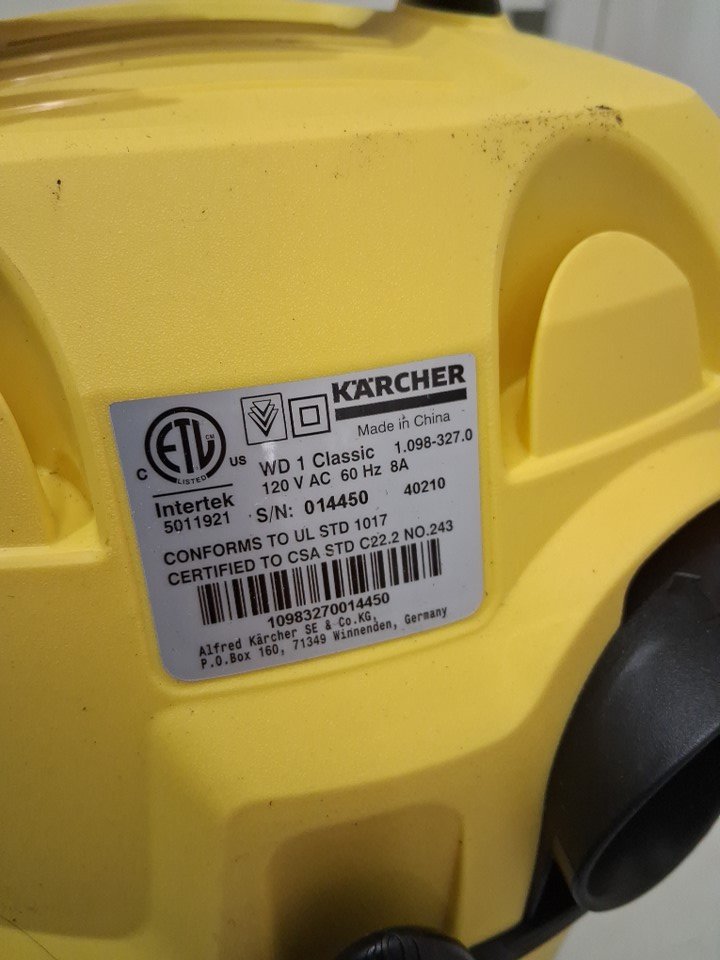 KÄRCHER
Made in China
ETL CM
LISTED
C US
Intertek
5011921
WD 1 Classic 1.098-327.0
120 V AC 60 Hz 8A
S/N: 014450 40210
CONFORMS TO UL STD 1017
CERTIFIED TO CSA STD C22.2 NO.243
10983270014450
Alfred Kärcher SE & Co.KG,
P.O.Box 160, 71349 Winnenden, Germany